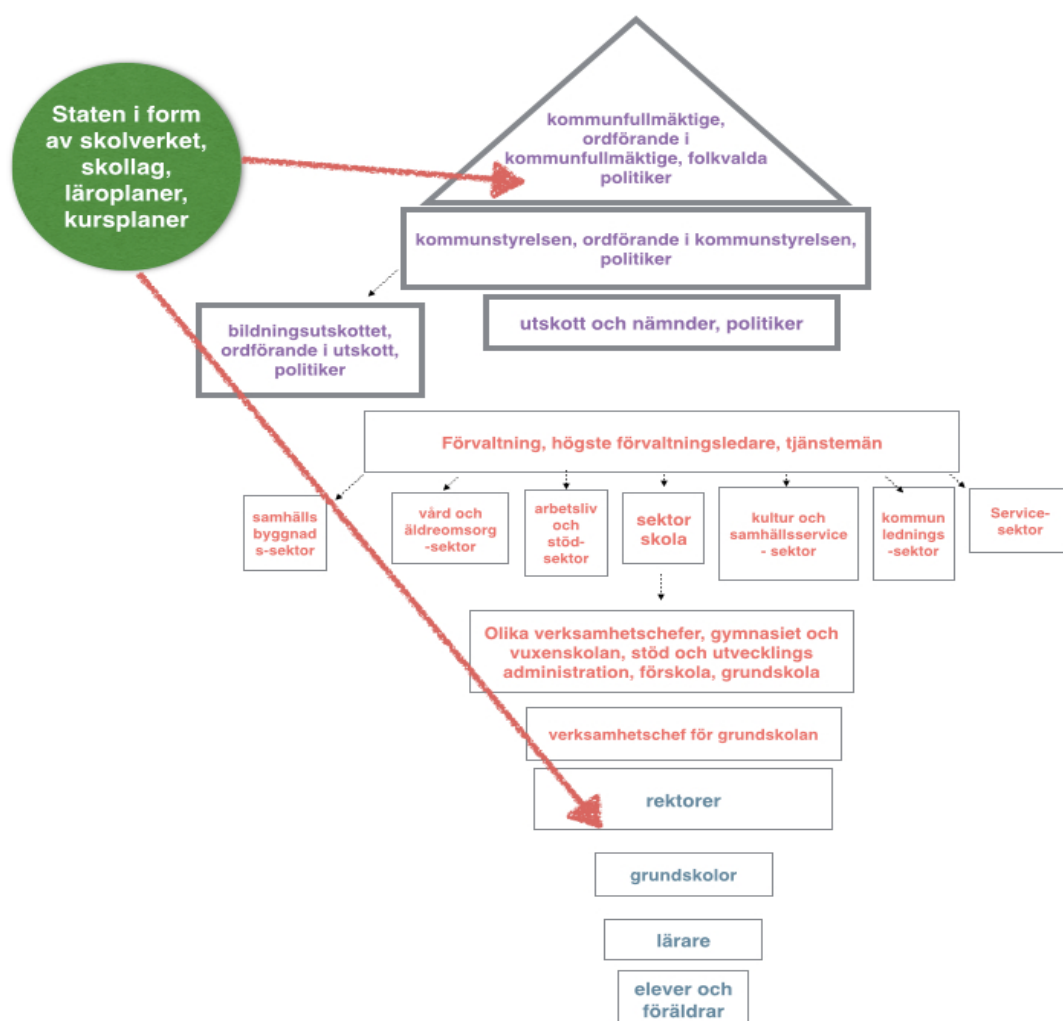 Staten i form
av skolverket,
skollag,
läroplaner,
kursplaner
kommunfullmäktige,
ordförande i
kommunfullmäktige, folkvalda
politiker
kommunstyrelsen, ordförande i kommunstyrelsen,
politiker
bildningsutskottet,
ordförande i utskott,
politiker
utskott och nämnder, politiker
Förvaltning, högste förvaltningsledare, tjänstemän
samhälls
byggnad
s-sektor
vård och
äldreomsorg
-sektor
arbetsliv
och
stöd-
sektor
sektor
skola
kultur och
samhällsservice
- sektor
kommun
lednings
-sektor
Service-
sektor
Olika verksamhetschefer, gymnasiet och
vuxenskolan, stöd och utvecklings
administration, förskola, grundskola
verksamhetschef för grundskolan
rektorer
grundskolor
lärare
elever och
föräldrar